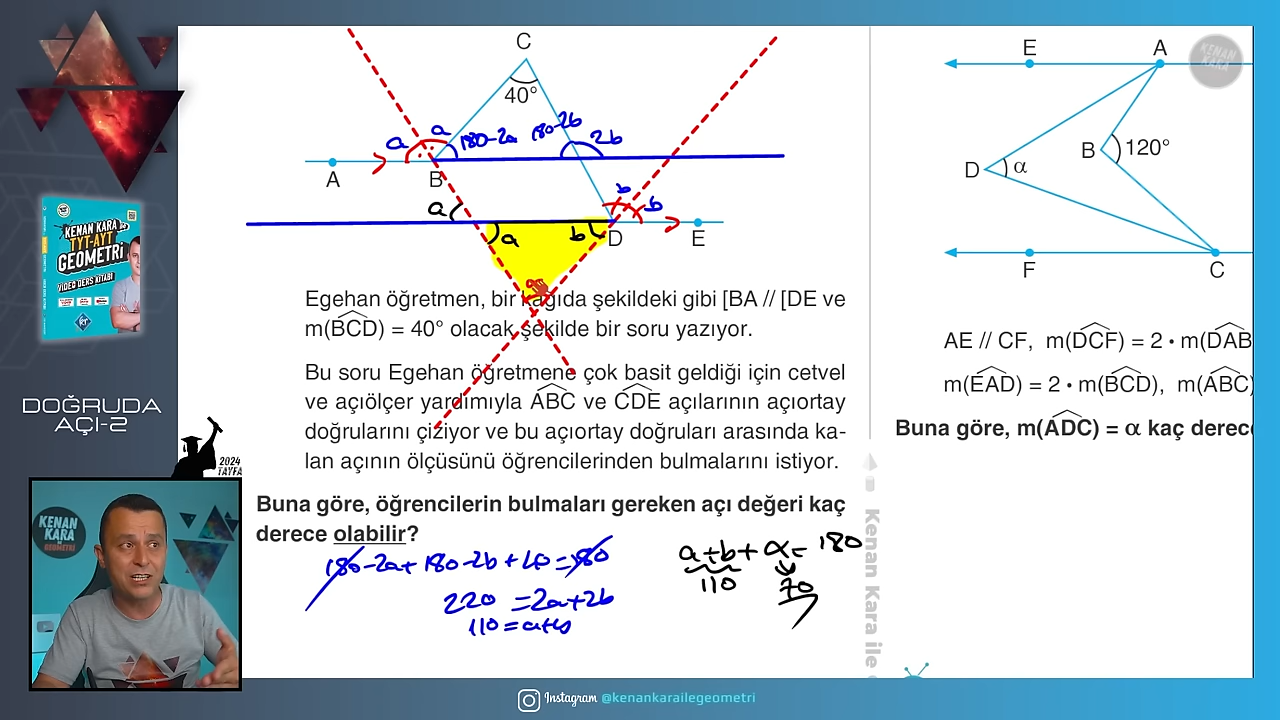 C
40°
a
a
180-2a
180-2b
2b
A
B
a
a
b
b
b
D
E
α
Egehan öğretmen, bir kağıda şekildeki gibi [BA // [DE ve
m(BCD) = 40° olacak şekilde bir soru yazıyor.
Bu soru Egehan öğretmene çok basit geldiği için cetvel
ve açıölçer yardımıyla ABC ve CDE açılarının açıortay
doğrularını çiziyor ve bu açıortay doğruları arasında ka-
lan açının ölçüsünü öğrencilerinden bulmalarını istiyor.
Buna göre, öğrencilerin bulmaları gereken açı değeri kaç
derece olabilir?
180-2a+180-2b+40=180
220 =2a+2b
110=a+b
a+b+α=180
110
70
E
A
B
120°
D
α
F
C
AE // CF, m(DCF) = 2 • m(DAB
m(EAD) = 2 • m(BCD), m(ABC)
Buna göre, m(ADC) = α kaç derece
Kenan Kara ile
KENAN
KARA
KENAN KARA ile
TYT-AYT
GEOMETRİ
VİDEO DERS KİTABI
DOĞRUDA
AÇI-2
2024
TAYFA
KENAN
KARA ile
GEOMETRİ
Instagram @kenankarailegeometri